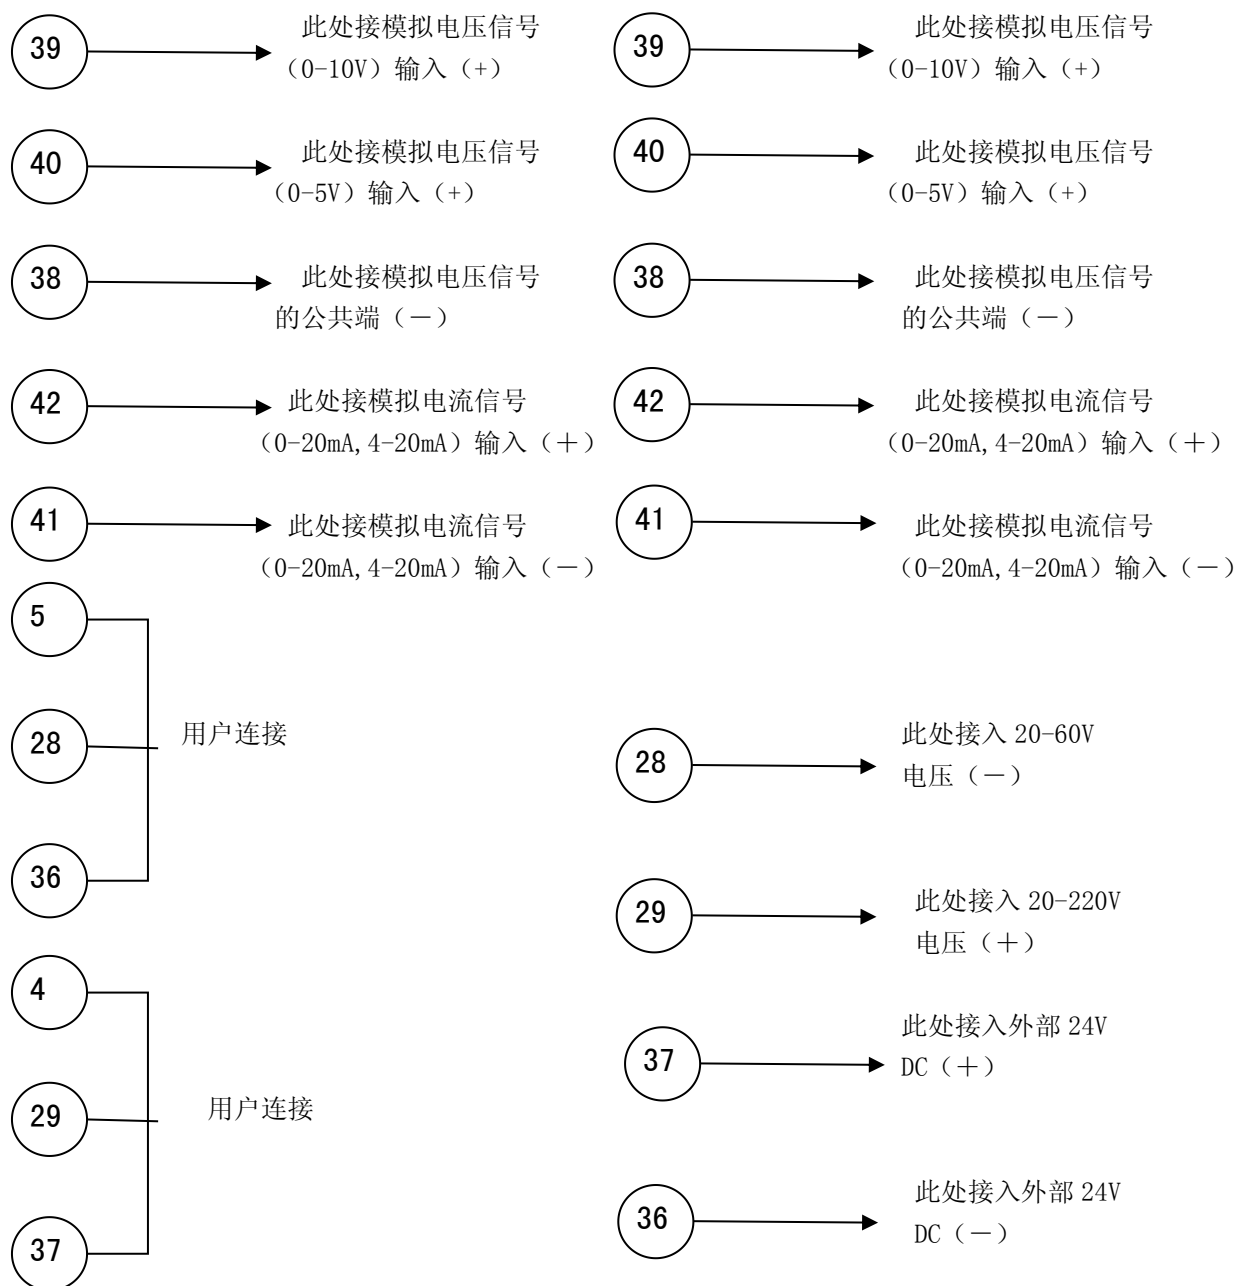 39
此处接模拟电压信号
（0-10V）输入（+）
40
此处接模拟电压信号
（0-5V）输入（+）
38
此处接模拟电压信号
的公共端（－）
42
此处接模拟电流信号
（0-20mA,4-20mA）输入（＋）
41
此处接模拟电流信号
（0-20mA,4-20mA）输入（－）
5
28
用户连接
36
4
29
用户连接
37
39
此处接模拟电压信号
（0-10V）输入（+）
40
此处接模拟电压信号
（0-5V）输入（+）
38
此处接模拟电压信号
的公共端（－）
42
此处接模拟电流信号
（0-20mA,4-20mA）输入（＋）
41
此处接模拟电流信号
（0-20mA,4-20mA）输入（－）
28
此处接入 20-60V
电压（－）
29
此处接入 20-220V
电压（＋）
37
此处接入外部 24V
DC（＋）
36
此处接入外部 24V
DC（－）